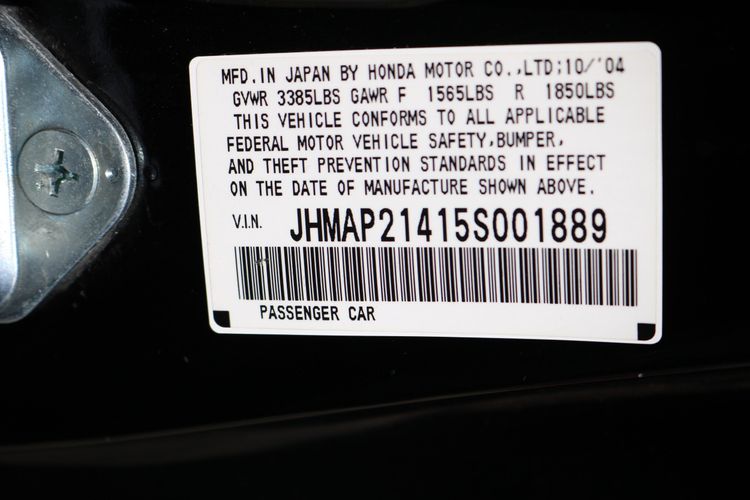 MFD.IN JAPAN BY HONDA MOTOR CO.,LTD;10/'04
GVWR 3385LBS GAWR F 1565LBS R 1850LBS
THIS VEHICLE CONFORMS TO ALL APPLICABLE
FEDERAL MOTOR VEHICLE SAFETY,BUMPER,
AND THEFT PREVENTION STANDARDS IN EFFECT
ON THE DATE OF MANUFACTURE SHOWN ABOVE.
V.I.N. JHMAP21415S001889
PASSENGER CAR